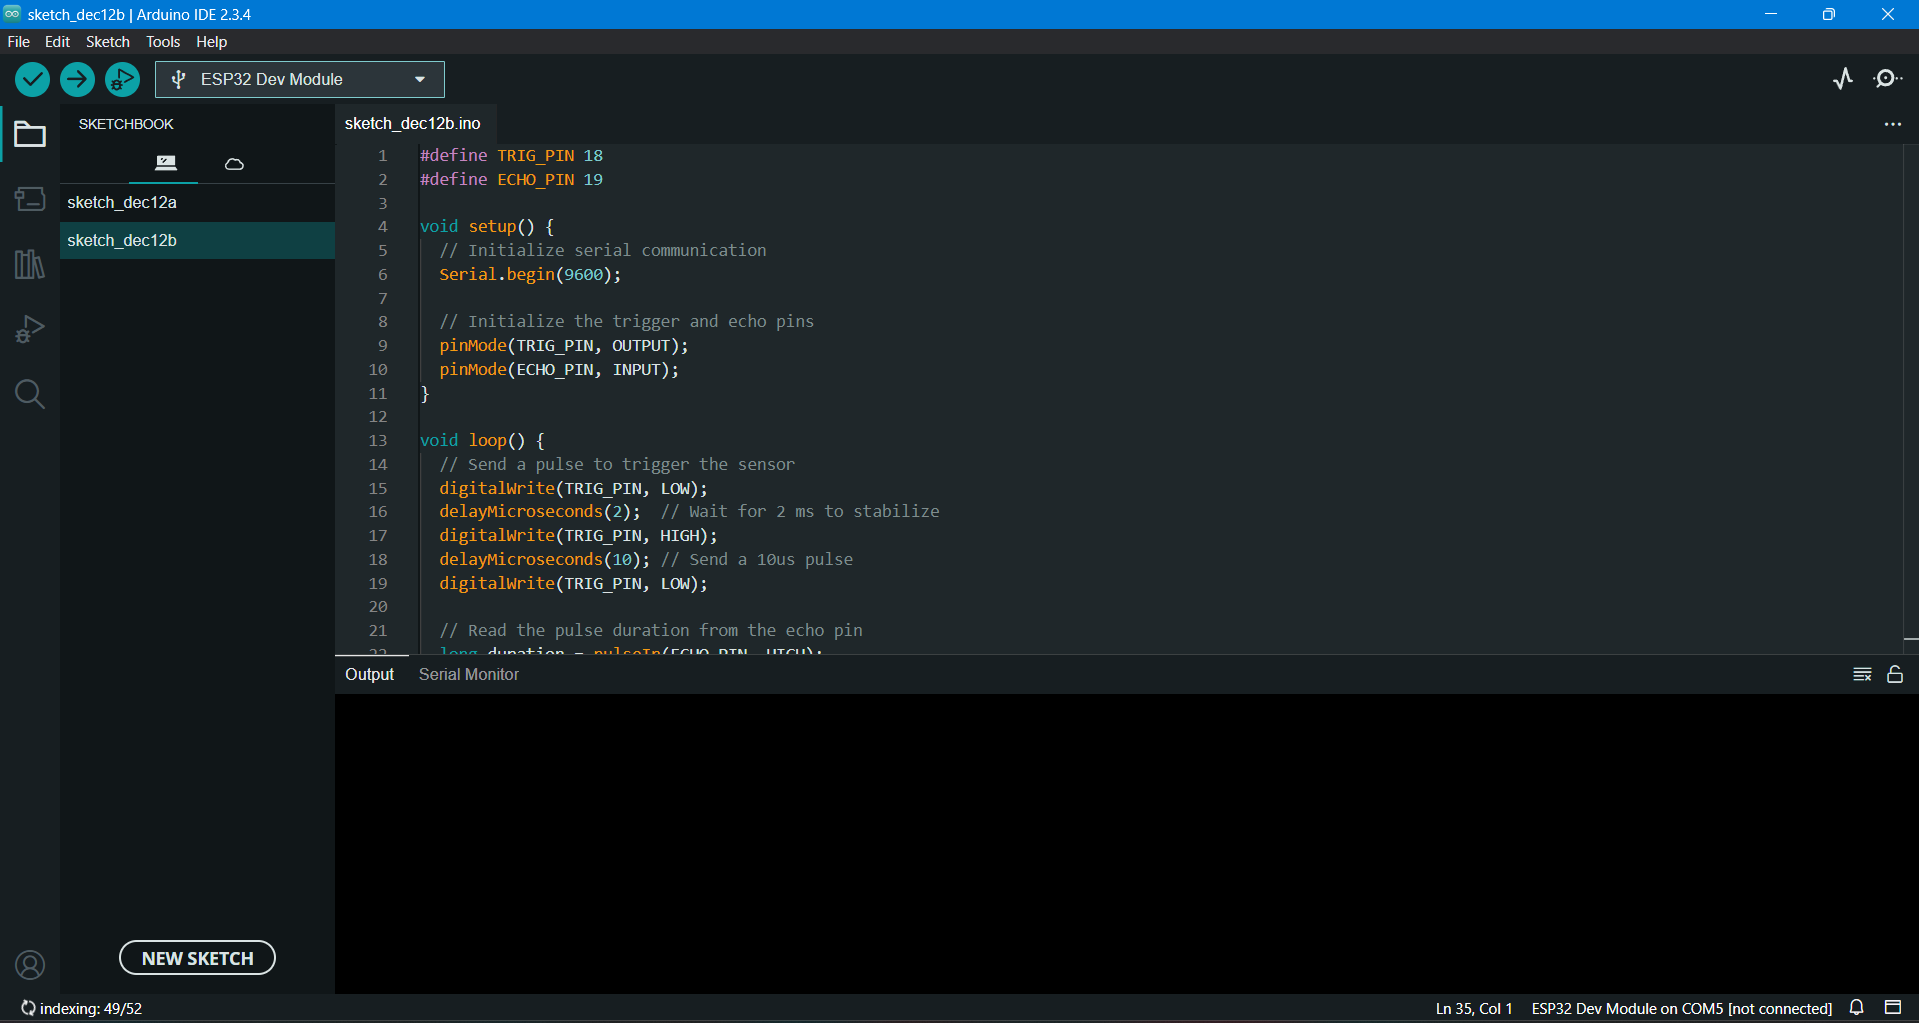 sketch_dec12b | Arduino IDE 2.3.4
File Edit Sketch Tools Help
ESP32 Dev Module
SKETCHBOOK
sketch_dec12a
sketch_dec12b
NEW SKETCH
sketch_dec12b.ino
1 #define TRIG_PIN 18
2 #define ECHO_PIN 19
3
4 void setup() {
5 // Initialize serial communication
6 Serial.begin(9600);
7
8 // Initialize the trigger and echo pins
9 pinMode(TRIG_PIN, OUTPUT);
10 pinMode(ECHO_PIN, INPUT);
11 }
12
13 void loop() {
14 // Send a pulse to trigger the sensor
15 digitalWrite(TRIG_PIN, LOW);
16 delayMicroseconds(2); // Wait for 2 ms to stabilize
17 digitalWrite(TRIG_PIN, HIGH);
18 delayMicroseconds(10); // Send a 10us pulse
19 digitalWrite(TRIG_PIN, LOW);
20
21 // Read the pulse duration from the echo pin
22 long duration = pulseIn(ECHO_PIN, HIGH);
Output Serial Monitor
indexing: 49/52
Ln 35, Col 1 ESP32 Dev Module on COM5 [not connected]